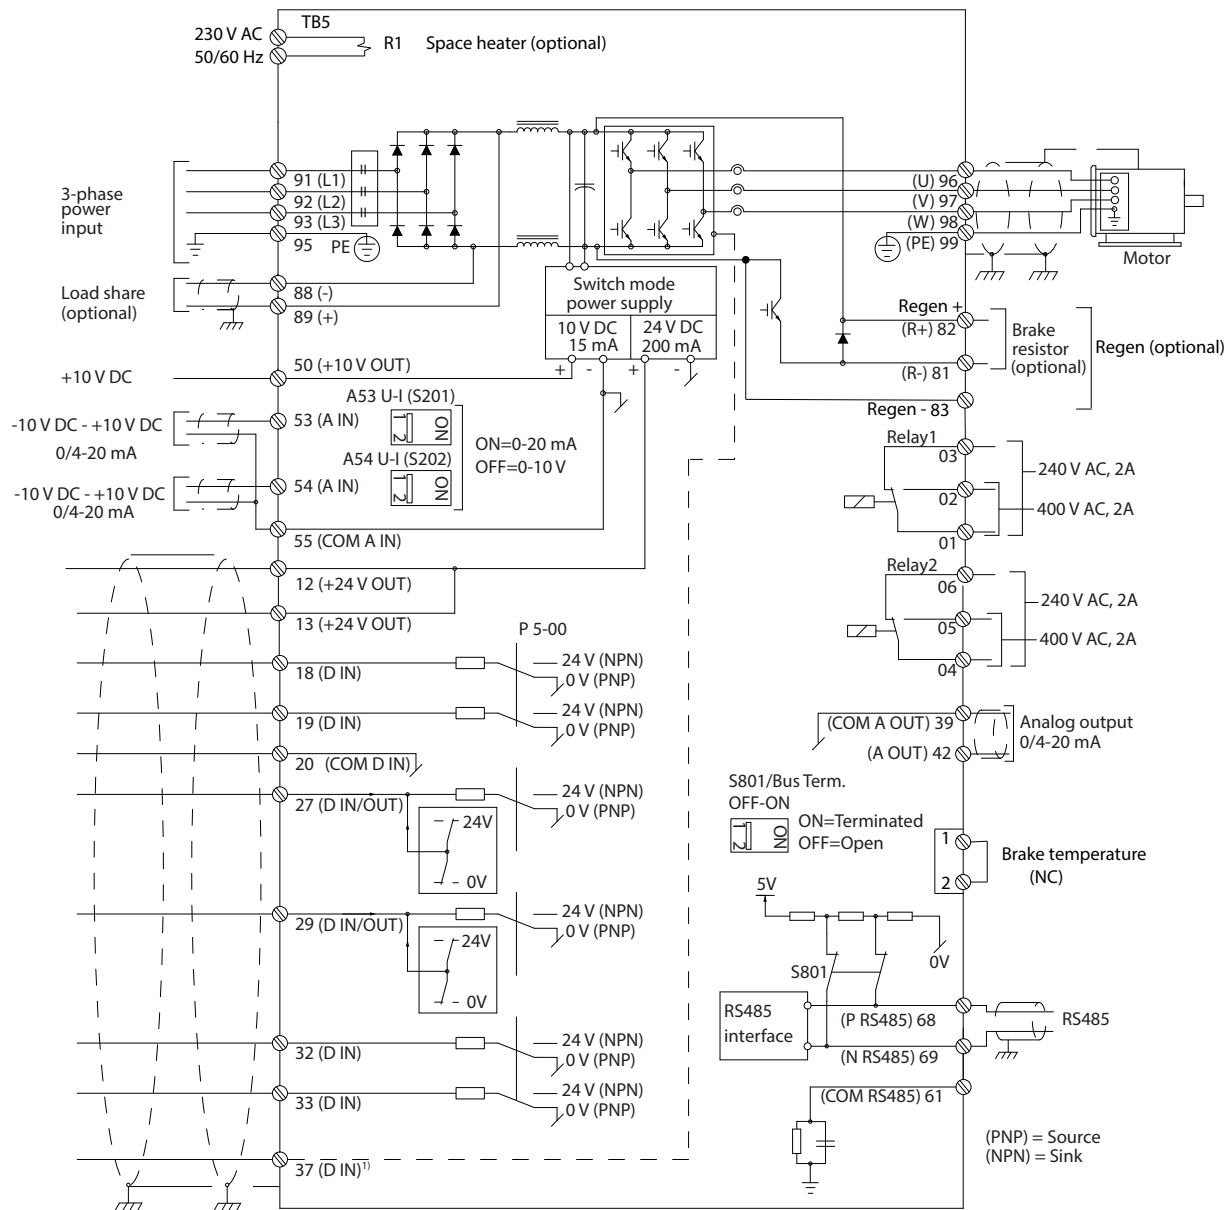 TB5
230 V AC
50/60 Hz
R1
Space heater (optional)
3-phase
power
input
91 (L1)
92 (L2)
93 (L3)
95
PE
(U) 96
(V) 97
(W) 98
(PE) 99
Motor
Load share
(optional)
88 (-)
89 (+)
Switch mode
power supply
10 V DC
15 mA
24 V DC
200 mA
+
-
+
-
Regen +
(R+) 82
Brake
resistor
(optional)
Regen (optional)
(R-) 81
Regen - 83
+10 V DC
50 (+10 V OUT)
A53 U-I (S201)
1 2
ON
-10 V DC - +10 V DC
0/4-20 mA
53 (A IN)
ON=0-20 mA
OFF=0-10 V
A54 U-I (S202)
1 2
ON
-10 V DC - +10 V DC
0/4-20 mA
54 (A IN)
55 (COM A IN)
Relay1
03
02
01
240 V AC, 2A
400 V AC, 2A
Relay2
06
05
04
240 V AC, 2A
400 V AC, 2A
12 (+24 V OUT)
13 (+24 V OUT)
P 5-00
18 (D IN)
24 V (NPN)
0 V (PNP)
19 (D IN)
24 V (NPN)
0 V (PNP)
20 (COM D IN)
27 (D IN/OUT)
24 V (NPN)
0 V (PNP)
24V
0V
29 (D IN/OUT)
24 V (NPN)
0 V (PNP)
24V
0V
32 (D IN)
24 V (NPN)
0 V (PNP)
33 (D IN)
24 V (NPN)
0 V (PNP)
37 (D IN)¹⁾
(COM A OUT) 39
(A OUT) 42
Analog output
0/4-20 mA
S801/Bus Term.
OFF-ON
1 2
ON
ON=Terminated
OFF=Open
1
2
Brake temperature
(NC)
5V
0V
S801
RS485
interface
(P RS485) 68
(N RS485) 69
RS485
(COM RS485) 61
(PNP) = Source
(NPN) = Sink